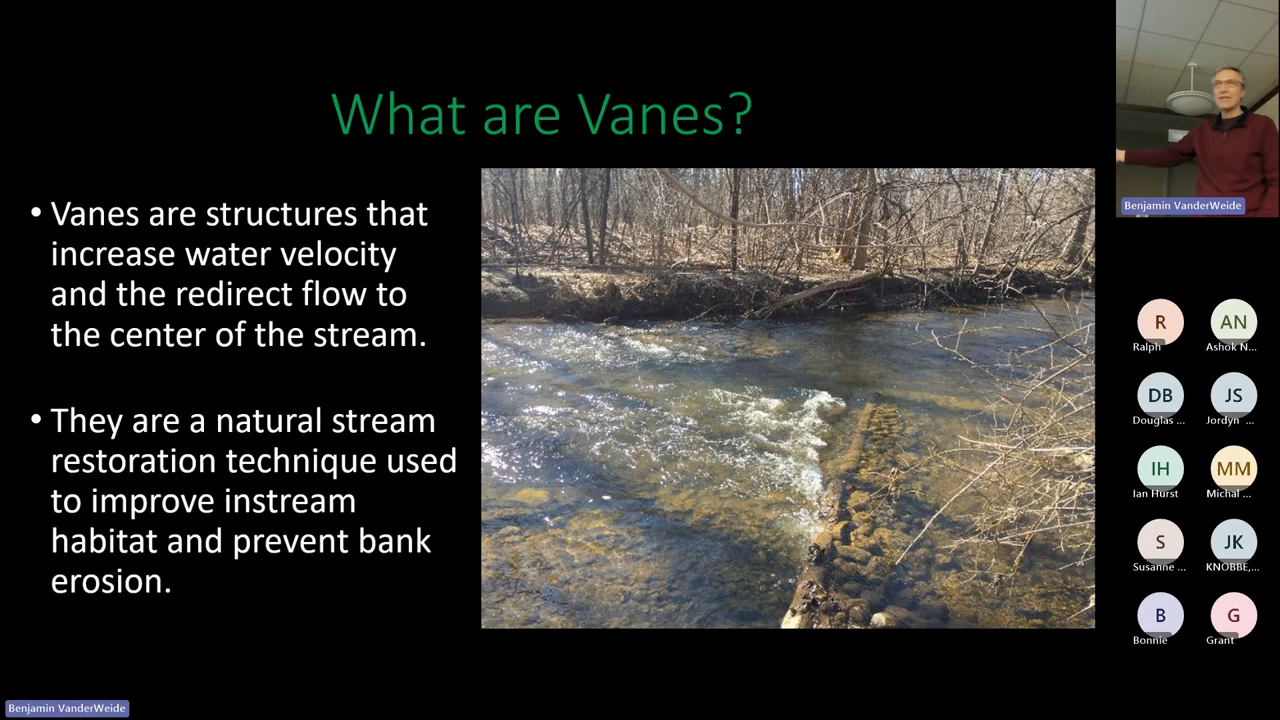 What are Vanes?
• Vanes are structures that
increase water velocity
and the redirect flow to
the center of the stream.
• They are a natural stream
restoration technique used
to improve instream
habitat and prevent bank
erosion.
Benjamin VanderWeide
R
Ralph
AN
Ashok N...
DB
Douglas ...
JS
Jordyn ...
IH
Ian Hurst
MM
Michal ...
S
Susanne ...
JK
KNOBBE,...
B
Bonnie
G
Grant
Benjamin VanderWeide